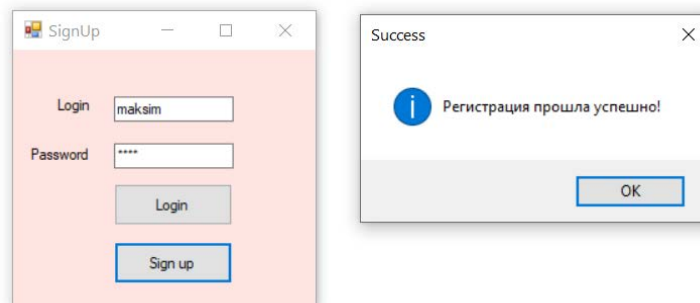 SignUp
Login
maksim
Password
****
Login
Sign up
Success
Регистрация прошла успешно!
OK